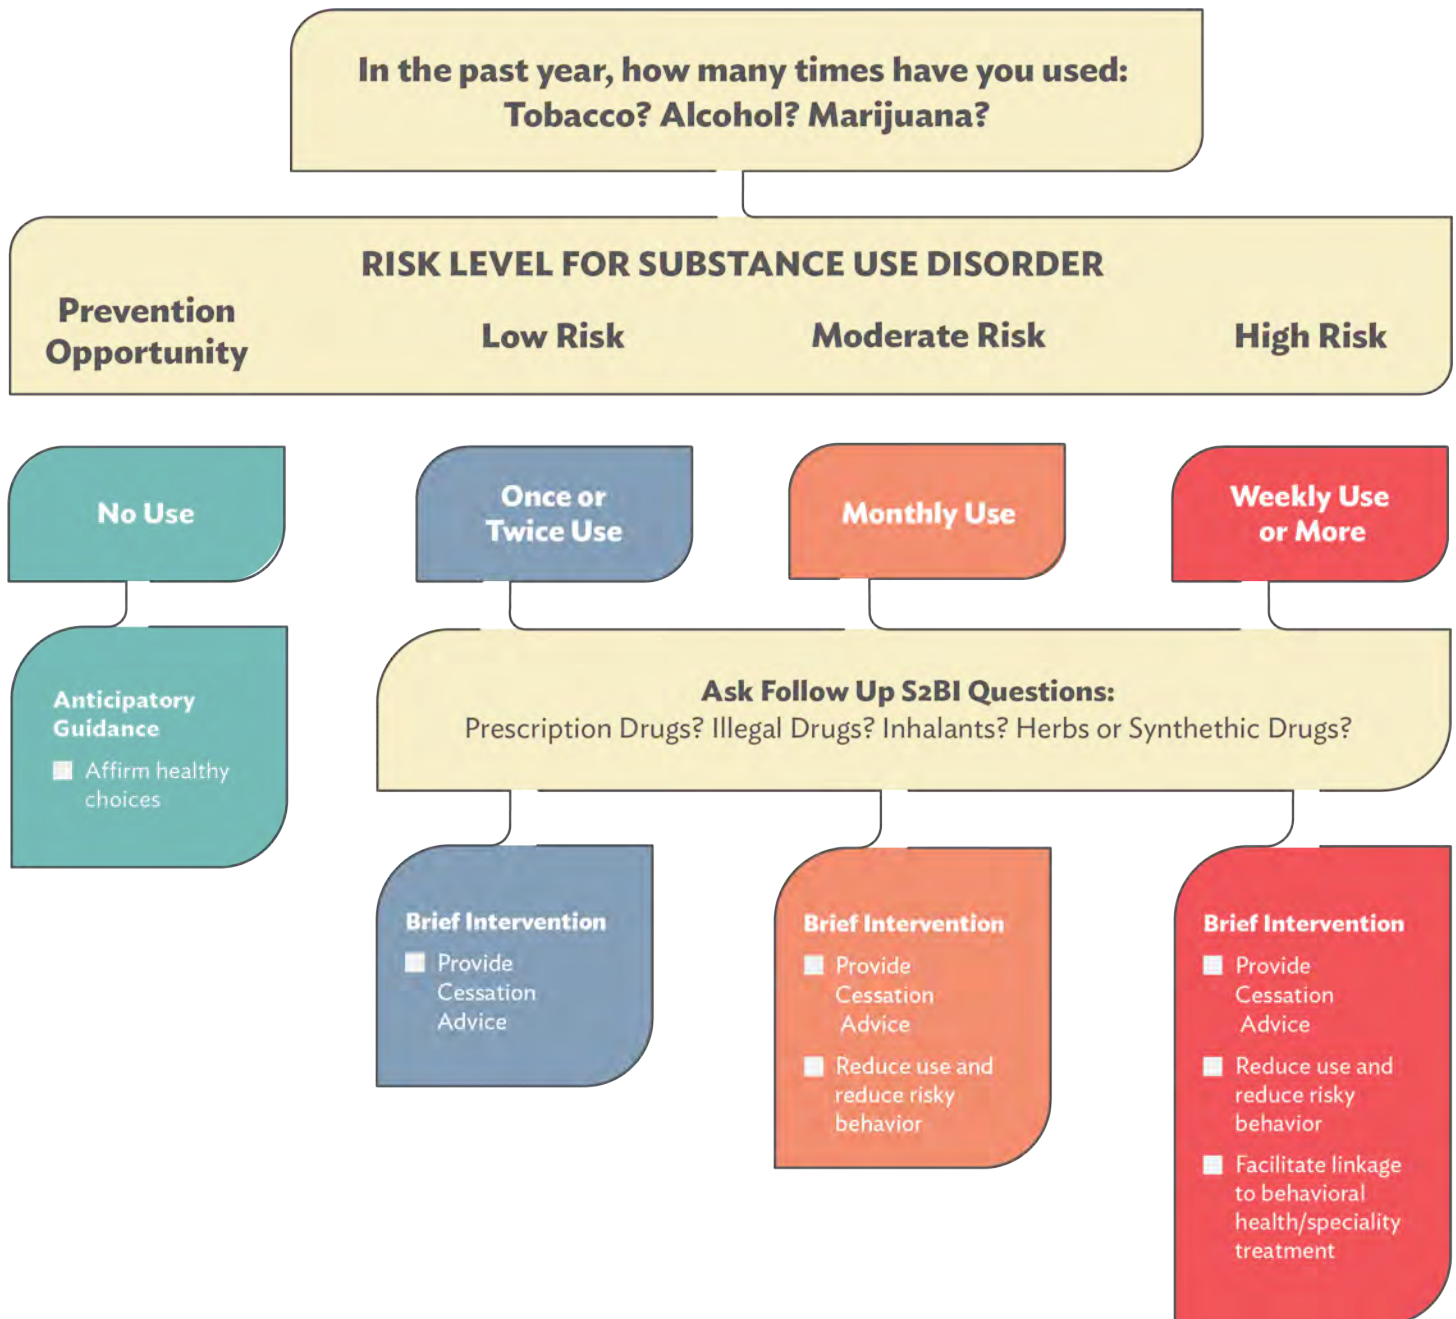 In the past year, how many times have you used:
Tobacco? Alcohol? Marijuana?
RISK LEVEL FOR SUBSTANCE USE DISORDER
Prevention
Opportunity
Low Risk
Moderate Risk
High Risk
No Use
Once or
Twice Use
Monthly Use
Weekly Use
or More
Anticipatory
Guidance
Affirm healthy
choices
Ask Follow Up S2BI Questions:
Prescription Drugs? Illegal Drugs? Inhalants? Herbs or Synthethic Drugs?
Brief Intervention
Provide
Cessation
Advice
Brief Intervention
Provide
Cessation
Advice
Reduce use and
reduce risky
behavior
Brief Intervention
Provide
Cessation
Advice
Reduce use and
reduce risky
behavior
Facilitate linkage
to behavioral
health/speciality
treatment